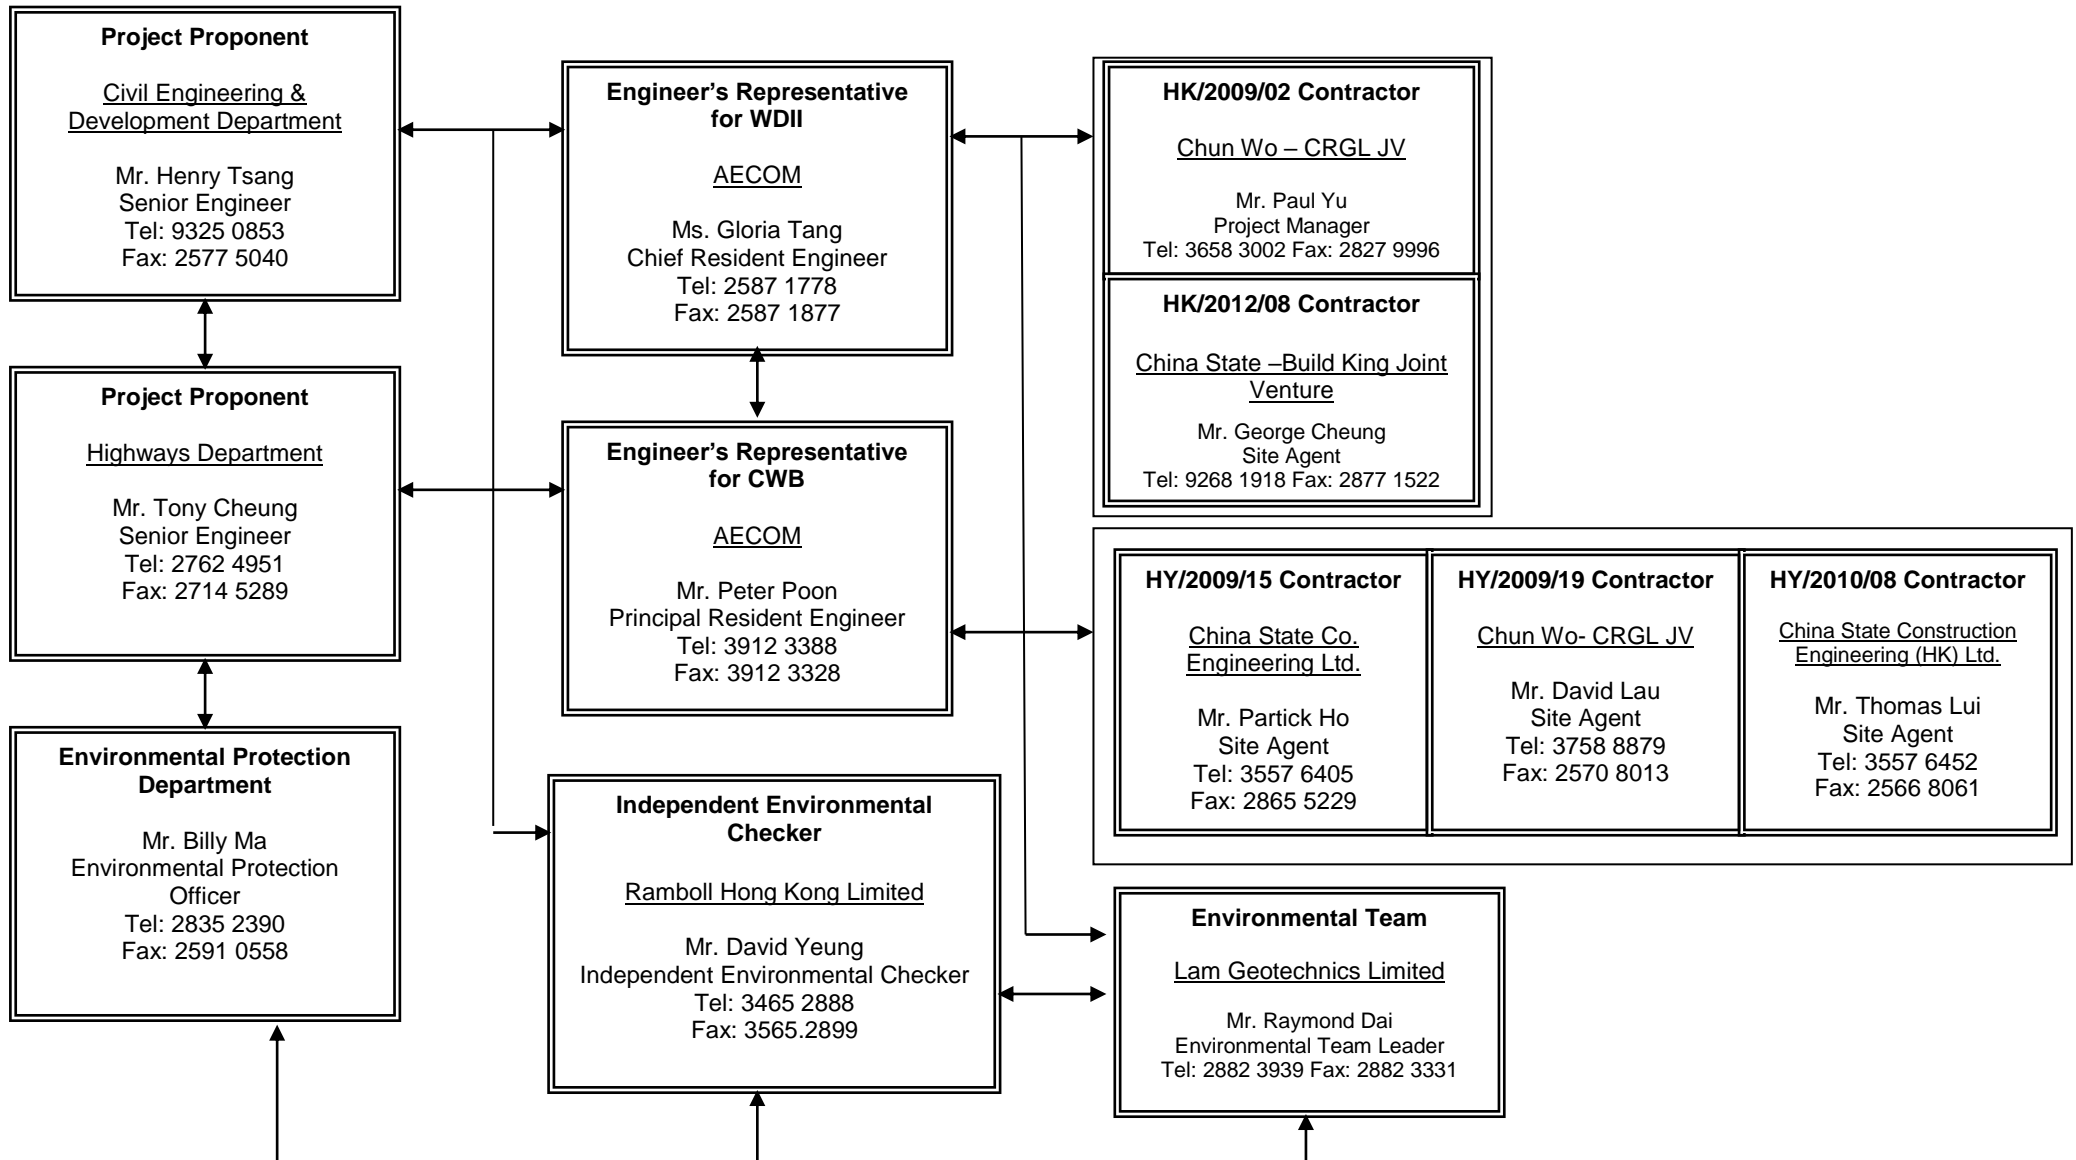 Project Proponent
Civil Engineering &
Development Department
Mr. Henry Tsang
Senior Engineer
Tel: 9325 0853
Fax: 2577 5040
Project Proponent
Highways Department
Mr. Tony Cheung
Senior Engineer
Tel: 2762 4951
Fax: 2714 5289
Environmental Protection
Department
Mr. Billy Ma
Environmental Protection
Officer
Tel: 2835 2390
Fax: 2591 0558
Engineer’s Representative
for WDII
AECOM
Ms. Gloria Tang
Chief Resident Engineer
Tel: 2587 1778
Fax: 2587 1877
Engineer’s Representative
for CWB
AECOM
Mr. Peter Poon
Principal Resident Engineer
Tel: 3912 3388
Fax: 3912 3328
Independent Environmental
Checker
Ramboll Hong Kong Limited
Mr. David Yeung
Independent Environmental Checker
Tel: 3465 2888
Fax: 3565.2899
HK/2009/02 Contractor
Chun Wo – CRGL JV
Mr. Paul Yu
Project Manager
Tel: 3658 3002 Fax: 2827 9996
HK/2012/08 Contractor
China State –Build King Joint
Venture
Mr. George Cheung
Site Agent
Tel: 9268 1918 Fax: 2877 1522
HY/2009/15 Contractor
China State Co.
Engineering Ltd.
Mr. Partick Ho
Site Agent
Tel: 3557 6405
Fax: 2865 5229
HY/2009/19 Contractor
Chun Wo- CRGL JV
Mr. David Lau
Site Agent
Tel: 3758 8879
Fax: 2570 8013
HY/2010/08 Contractor
China State Construction
Engineering (HK) Ltd.
Mr. Thomas Lui
Site Agent
Tel: 3557 6452
Fax: 2566 8061
Environmental Team
Lam Geotechnics Limited
Mr. Raymond Dai
Environmental Team Leader
Tel: 2882 3939 Fax: 2882 3331